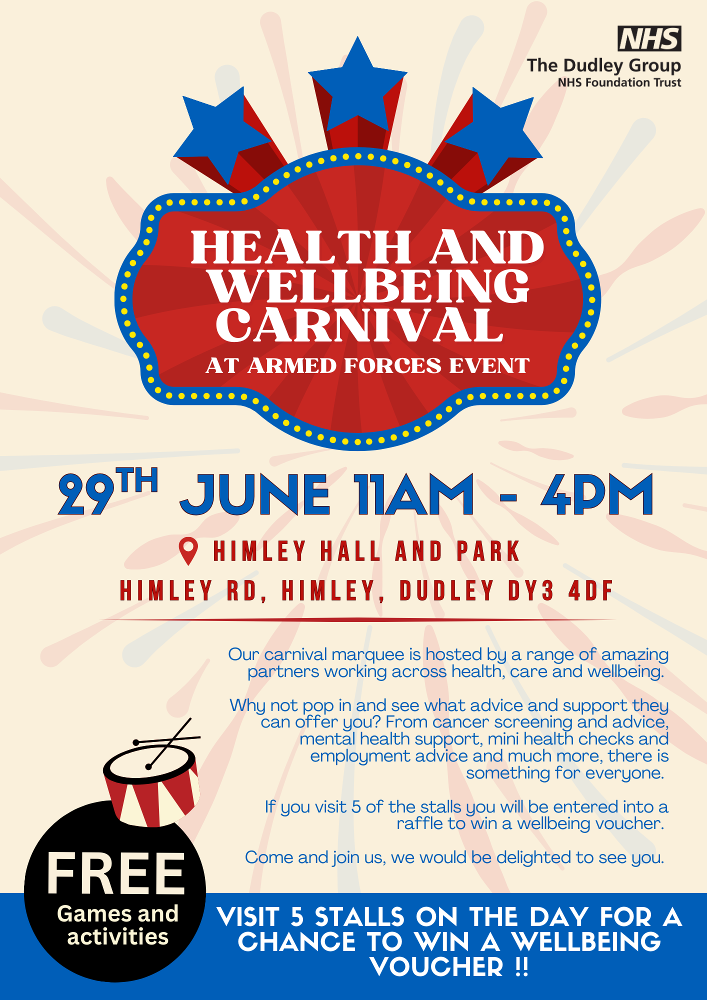 NHS
The Dudley Group
NHS Foundation Trust
HEALTH AND
WELLBEING
CARNIVAL
AT ARMED FORCES EVENT
29TH JUNE 11AM - 4PM
HIMLEY HALL AND PARK
HIMLEY RD, HIMLEY, DUDLEY DY3 4DF
Our carnival marquee is hosted by a range of amazing
partners working across health, care and wellbeing.
Why not pop in and see what advice and support they
can offer you? From cancer screening and advice,
mental health support, mini health checks and
employment advice and much more, there is
something for everyone.
If you visit 5 of the stalls you will be entered into a
raffle to win a wellbeing voucher.
Come and join us, we would be delighted to see you.
FREE
Games and
activities
VISIT 5 STALLS ON THE DAY FOR A
CHANCE TO WIN A WELLBEING
VOUCHER !!